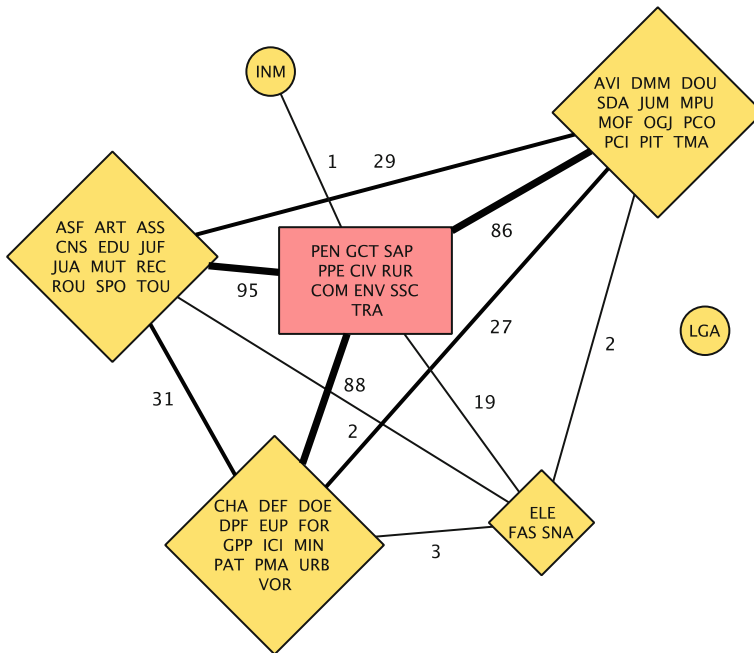 INM
AVI DMM DOU
SDA JUM MPU
MOF OGJ PCO
PCI PIT TMA
1
29
ASF ART ASS
CNS EDU JUF
JUA MUT REC
ROU SPO TOU
86
PEN GCT SAP
PPE CIV RUR
COM ENV SSC
TRA
95
27
LGA
2
31
88
19
2
CHA DEF DOE
DPF EUP FOR
GPP ICI MIN
PAT PMA URB
VOR
ELE
FAS SNA
3